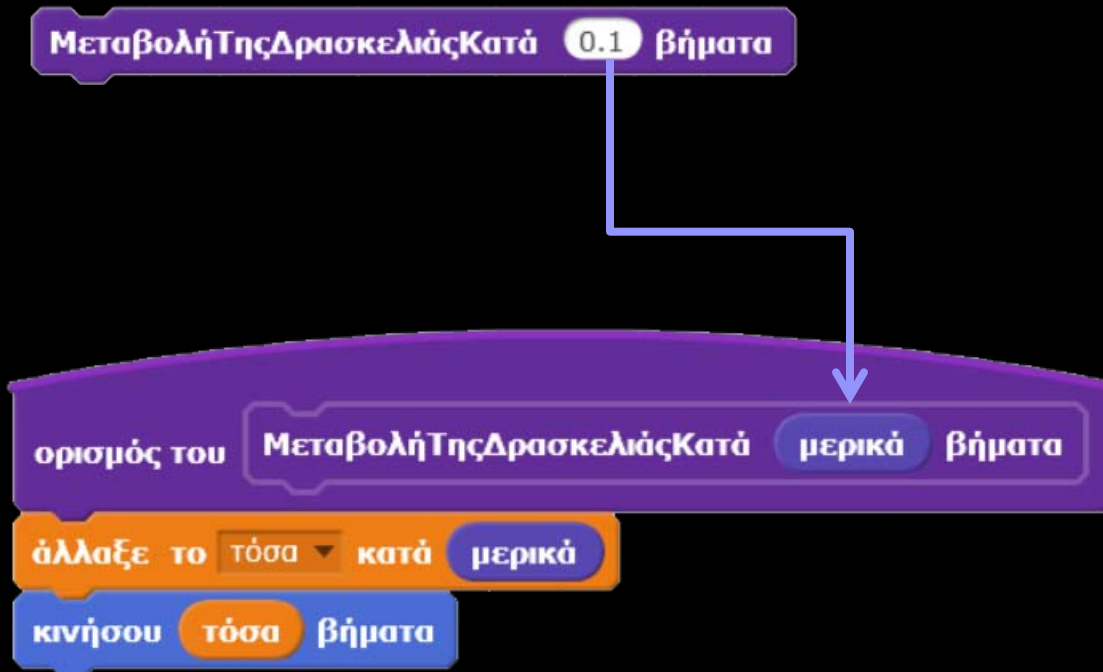 ΜεταβολήΤηςΔρασκελιάςΚατά 0.1 βήματα
ορισμός του ΜεταβολήΤηςΔρασκελιάςΚατά μερικά βήματα
άλλαξε το τόσα κατά μερικά
κινήσου τόσα βήματα